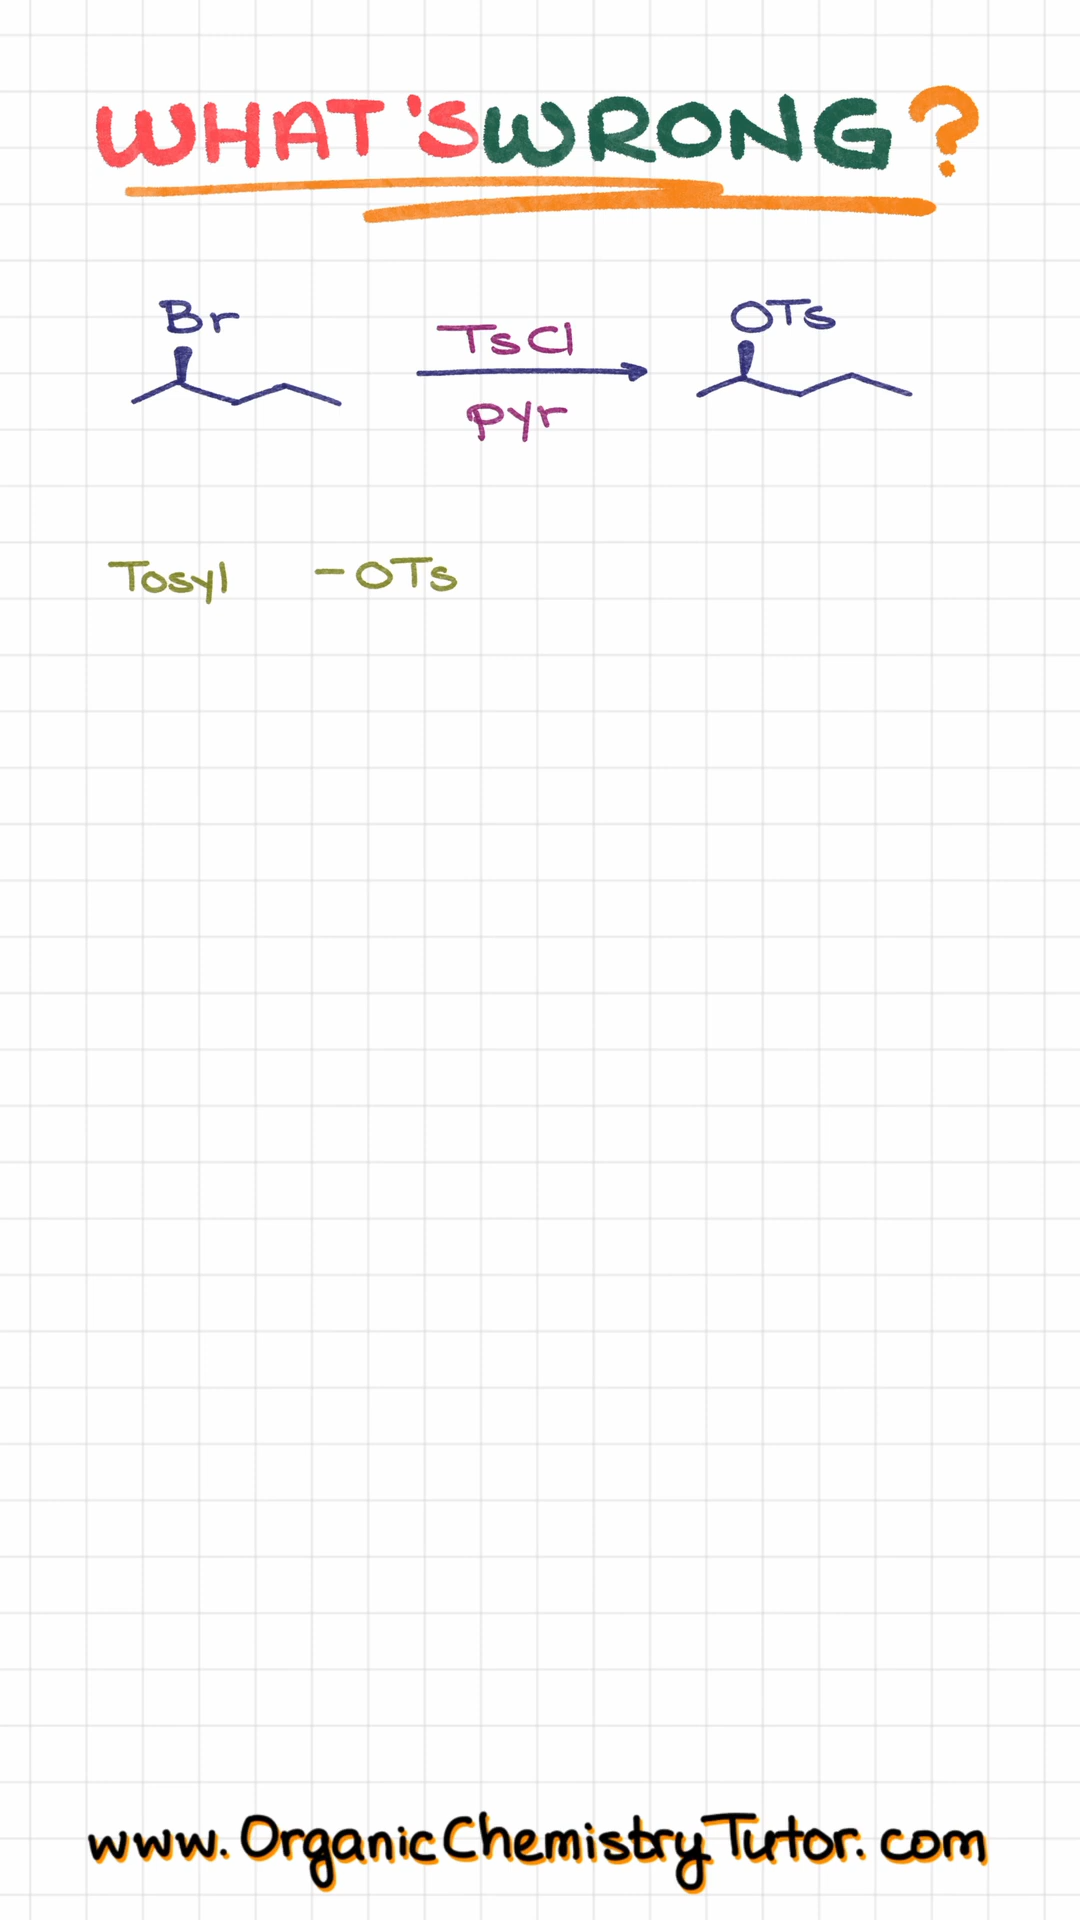 WHAT'S WRONG?
Br
TsCl
pyr
OTs
Tosyl -OTs
www.OrganicChemistryTutor.com